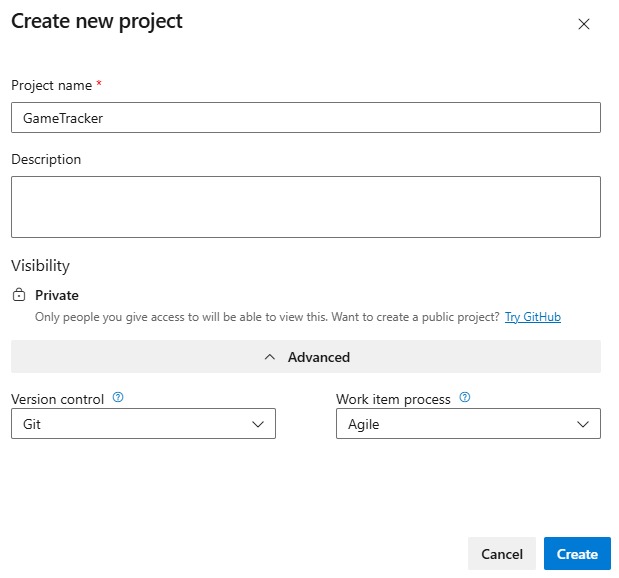 Create new project
Project name *
GameTracker
Description
Visibility
Private
Only people you give access to will be able to view this. Want to create a public project? Try GitHub
Advanced
Version control ?
Work item process ?
Git
Agile
Cancel
Create